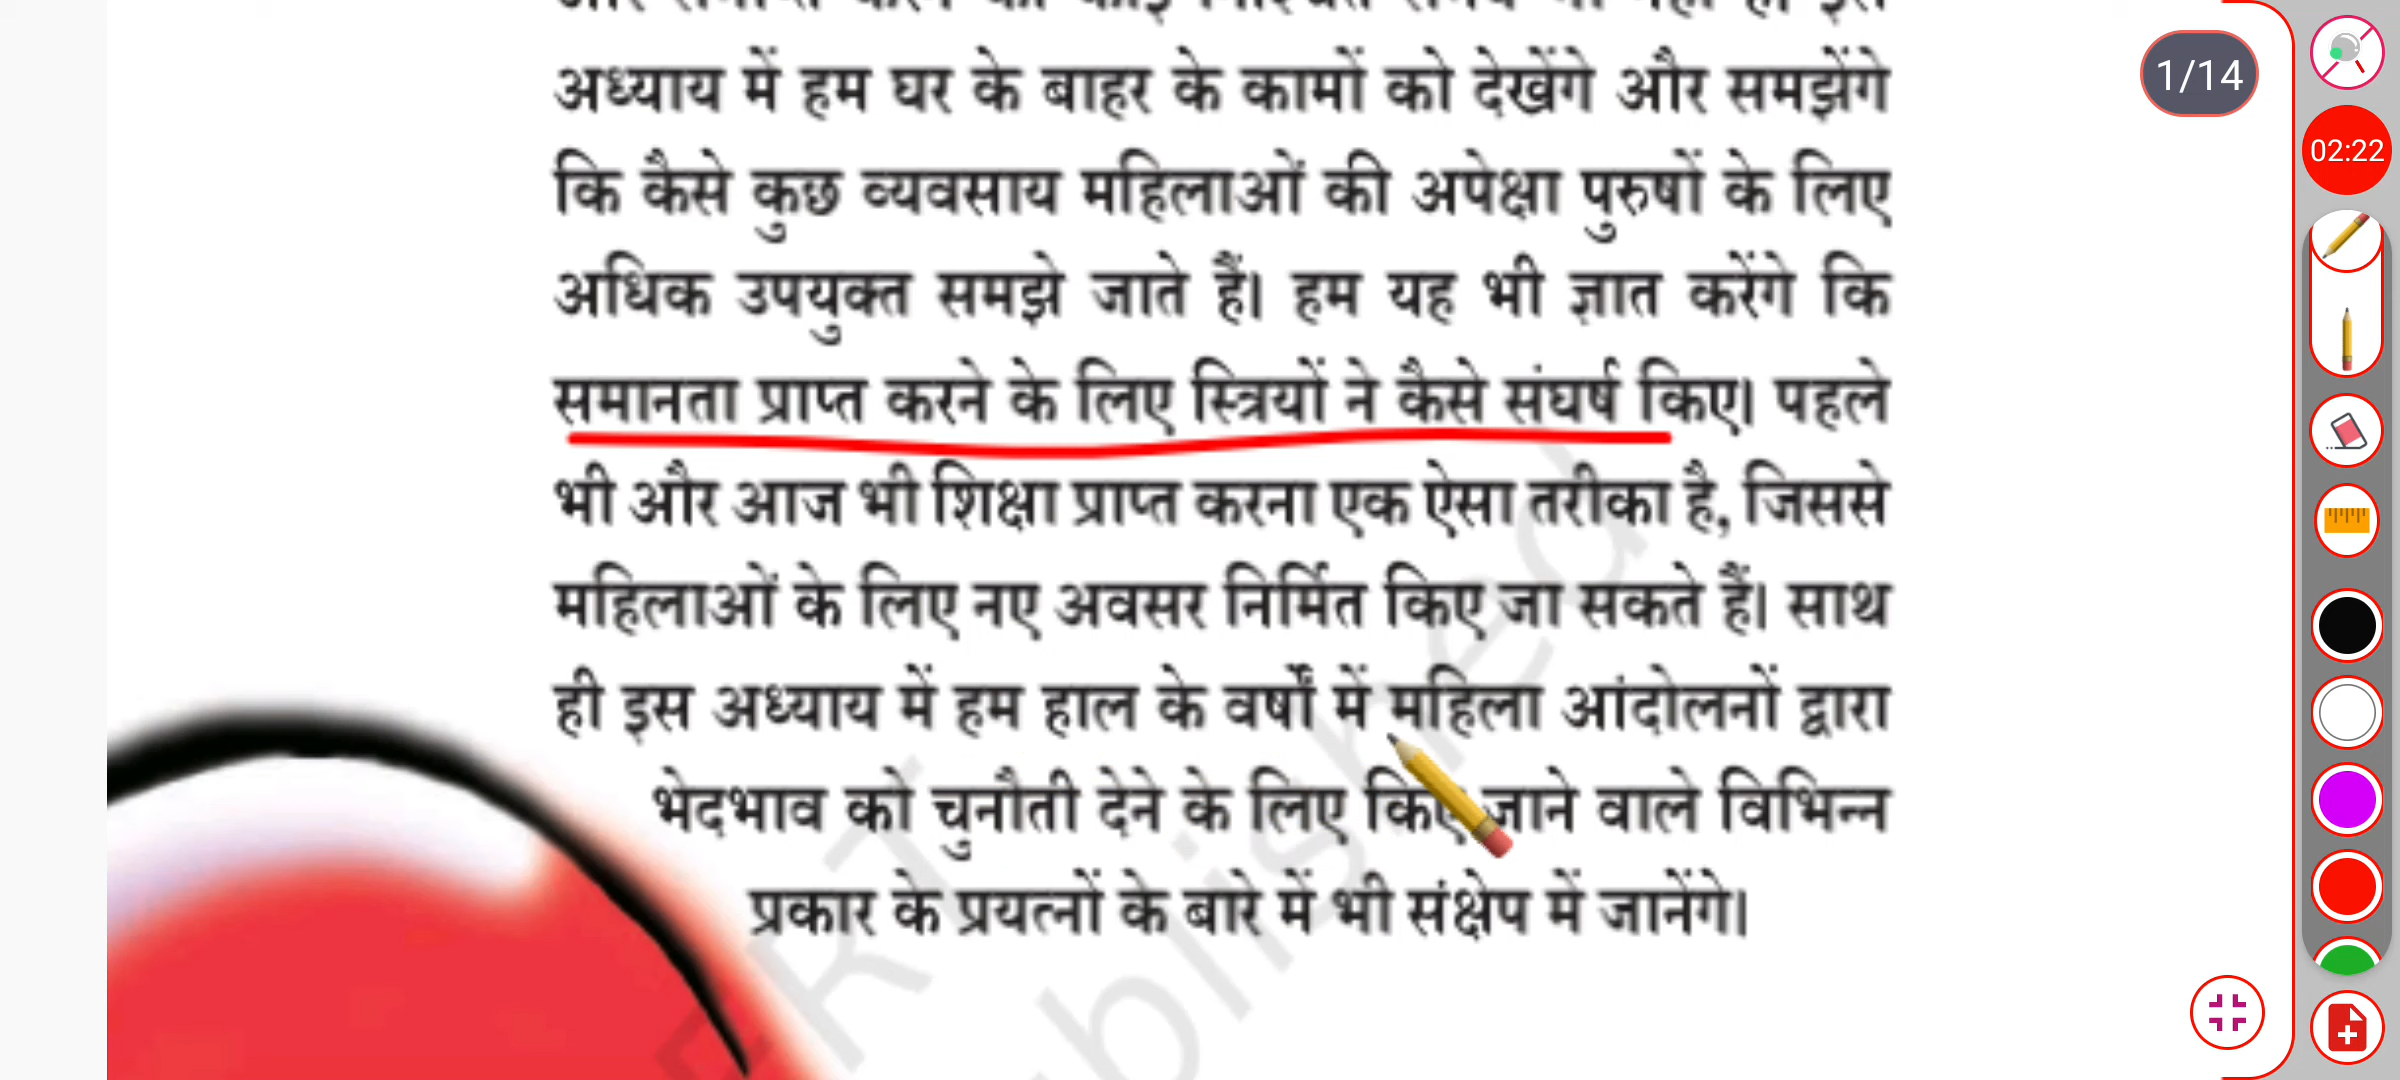 1/14
02:22
अध्याय में हम घर के बाहर के कामों को देखेंगे और समझेंगे
कि कैसे कुछ व्यवसाय महिलाओं की अपेक्षा पुरुषों के लिए
अधिक उपयुक्त समझे जाते हैं। हम यह भी ज्ञात करेंगे कि
समानता प्राप्त करने के लिए स्त्रियों ने कैसे संघर्ष किए। पहले
भी और आज भी शिक्षा प्राप्त करना एक ऐसा तरीका है, जिससे
महिलाओं के लिए नए अवसर निर्मित किए जा सकते हैं। साथ
ही इस अध्याय में हम हाल के वर्षों में महिला आंदोलनों द्वारा
भेदभाव को चुनौती देने के लिए किए जाने वाले विभिन्न
प्रकार के प्रयत्नों के बारे में भी संक्षेप में जानेंगे।